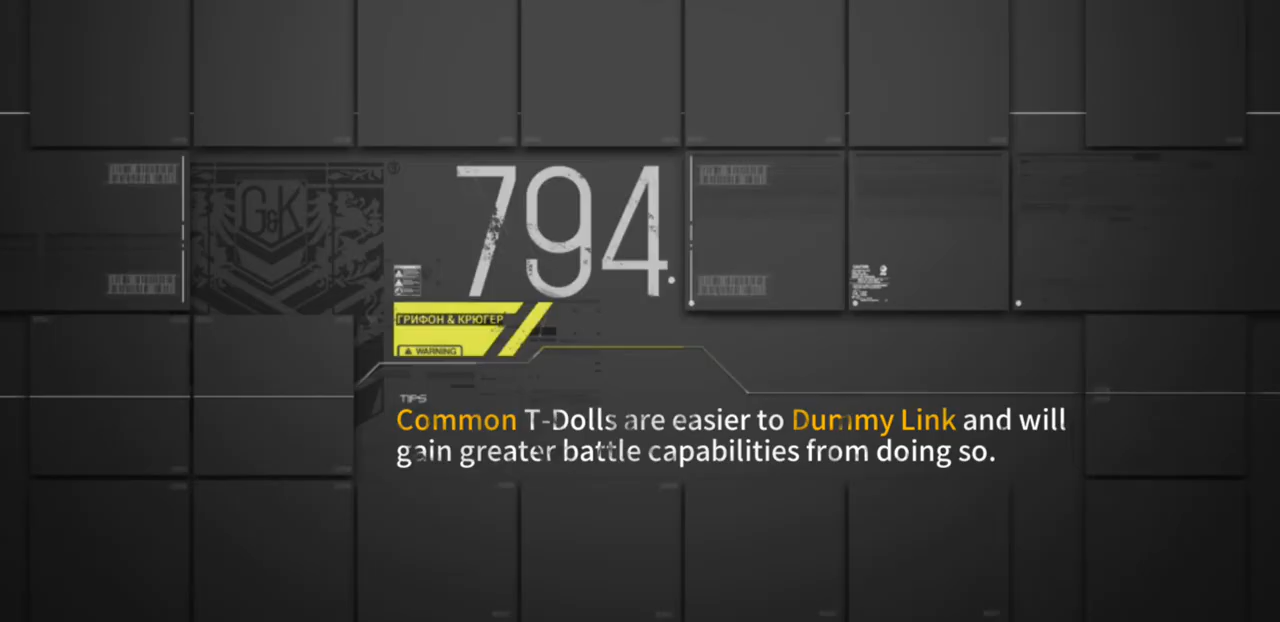 G&K
794.
ГРИФОН & КРЮГЕР
WARNING
TIPS
Common T-Dolls are easier to Dummy Link and will
gain greater battle capabilities from doing so.